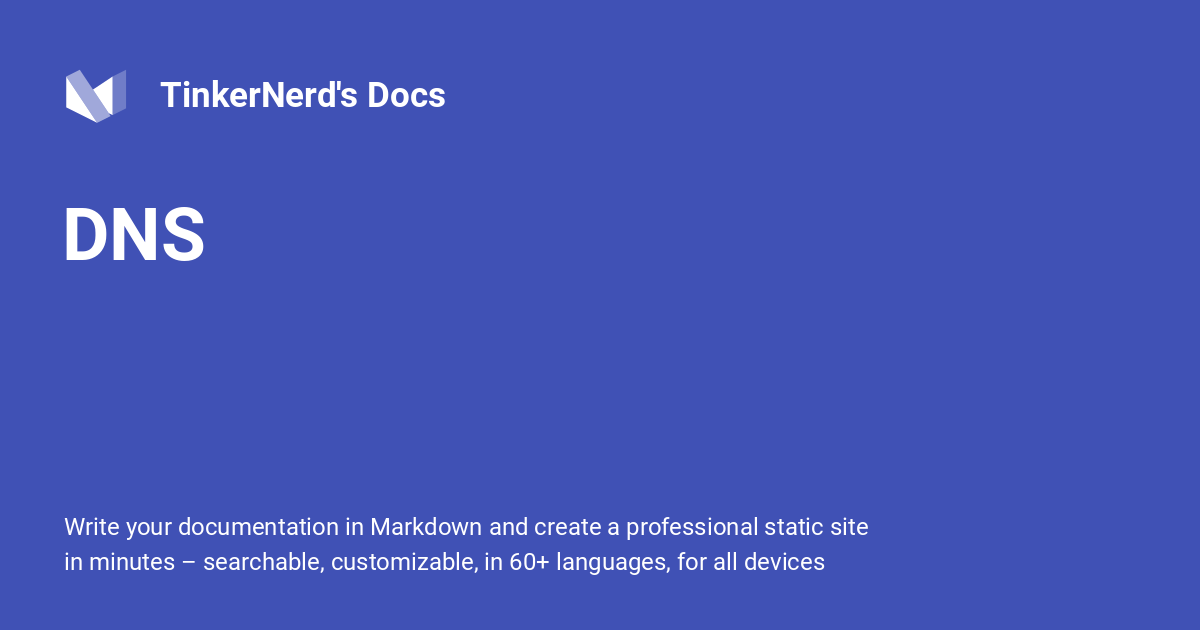 TinkerNerd's Docs
DNS
Write your documentation in Markdown and create a professional static site
in minutes – searchable, customizable, in 60+ languages, for all devices